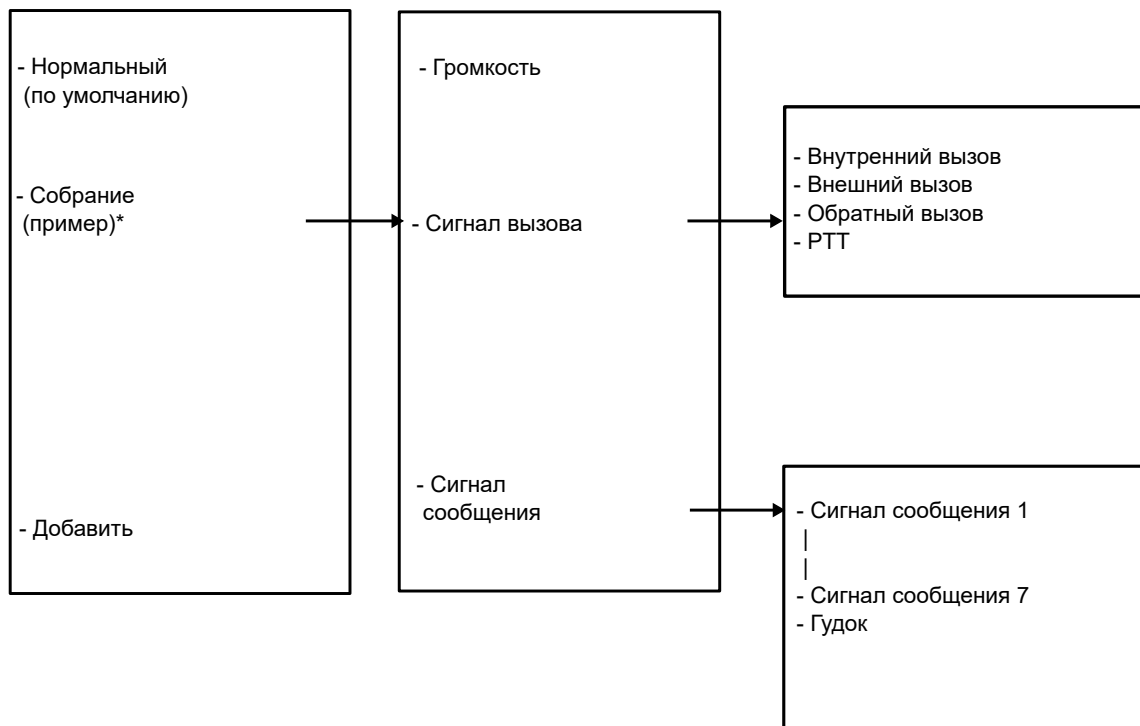 - Нормальный
(по умолчанию)
- Собрание
(пример)*
- Добавить
- Громкость
- Сигнал вызова
- Сигнал
сообщения
- Внутренний вызов
- Внешний вызов
- Обратный вызов
- PTT
- Сигнал сообщения 1
|
|
- Сигнал сообщения 7
- Гудок